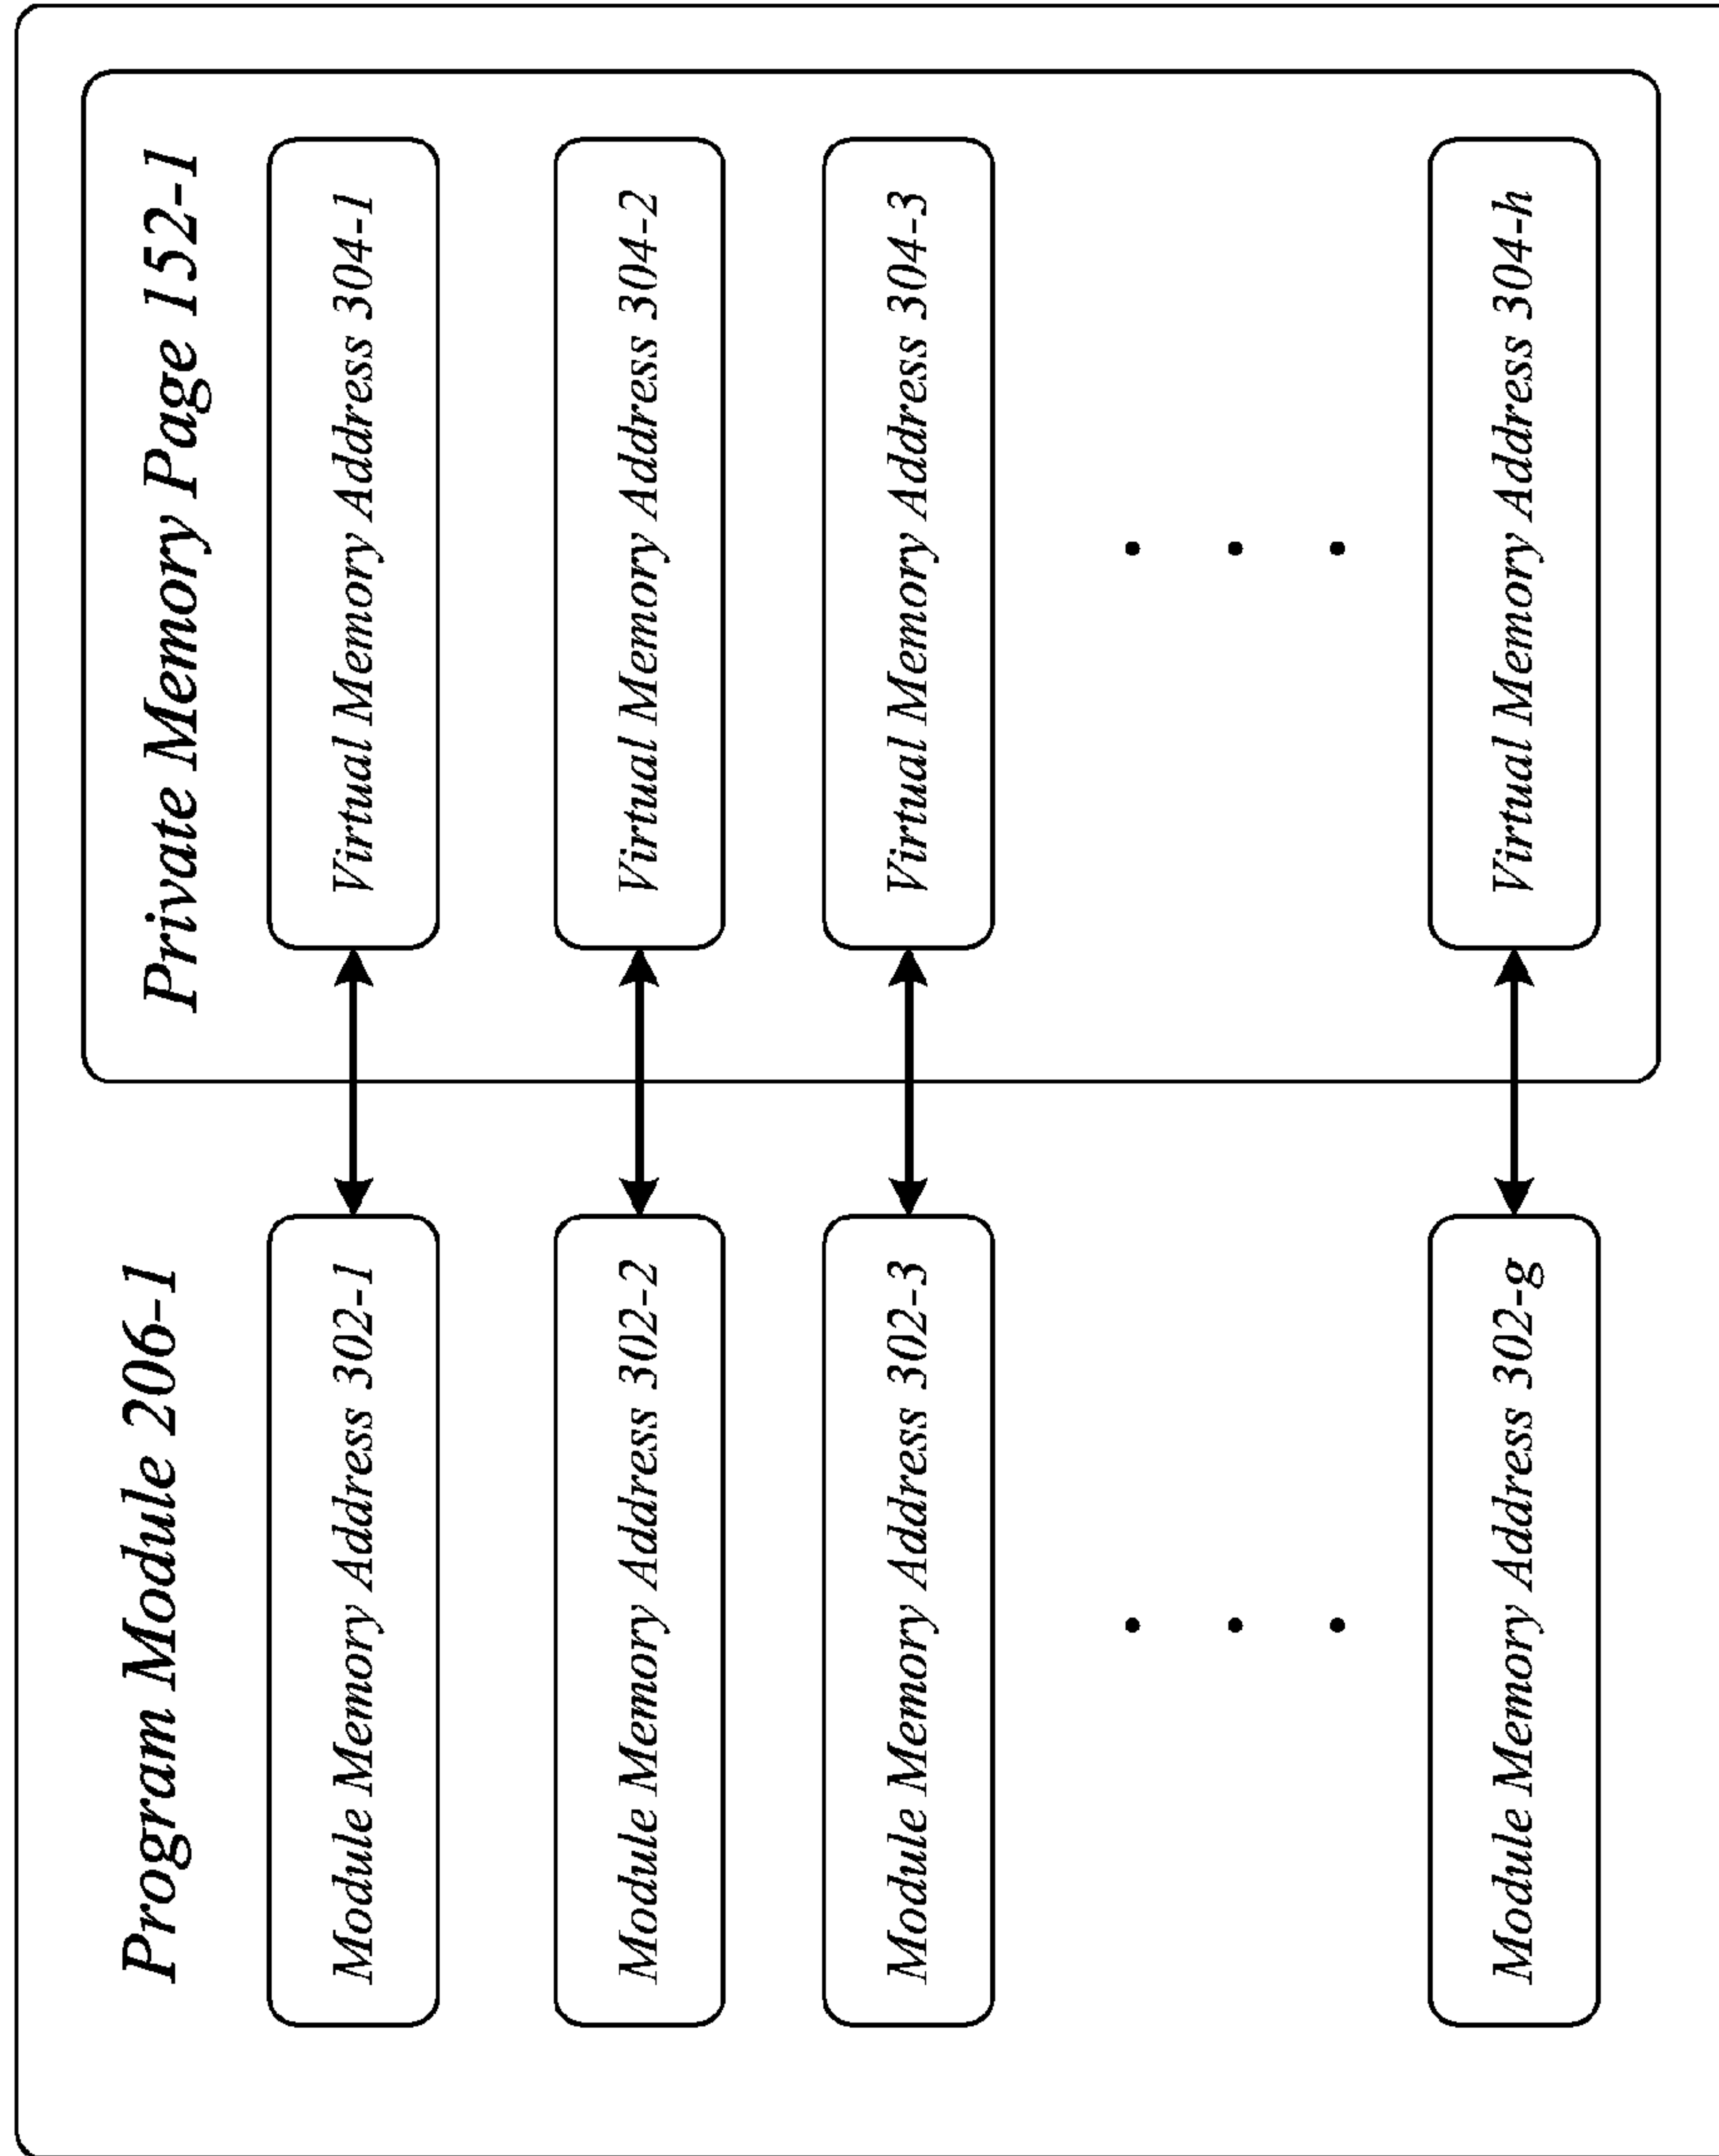 Program Module 206-1
Private Memory Page 152-1
Module Memory Address 302-1
Virtual Memory Address 304-1
Module Memory Address 302-2
Virtual Memory Address 304-2
Module Memory Address 302-3
Virtual Memory Address 304-3
Module Memory Address 302-g
Virtual Memory Address 304-h